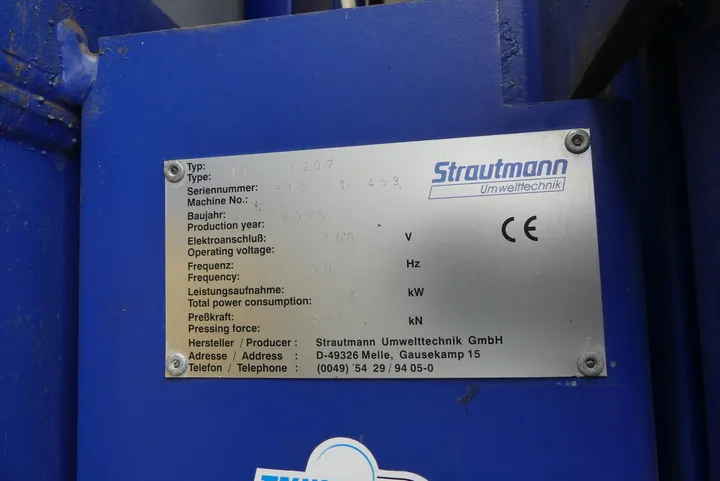 Typ:
Type:
Seriennummer:
Machine No.:
Baujahr:
Production year:
Elektroanschluß: V
Operating voltage:
Frequenz: Hz
Frequency:
Leistungsaufnahme: kW
Total power consumption:
Preßkraft: kN
Pressing force:
Hersteller / Producer : Strautmann Umwelttechnik GmbH
Adresse / Address : D-49326 Melle, Gausekamp 15
Telefon / Telephone : (0049) 54 29 / 94 05-0
Strautmann
Umwelttechnik
CE